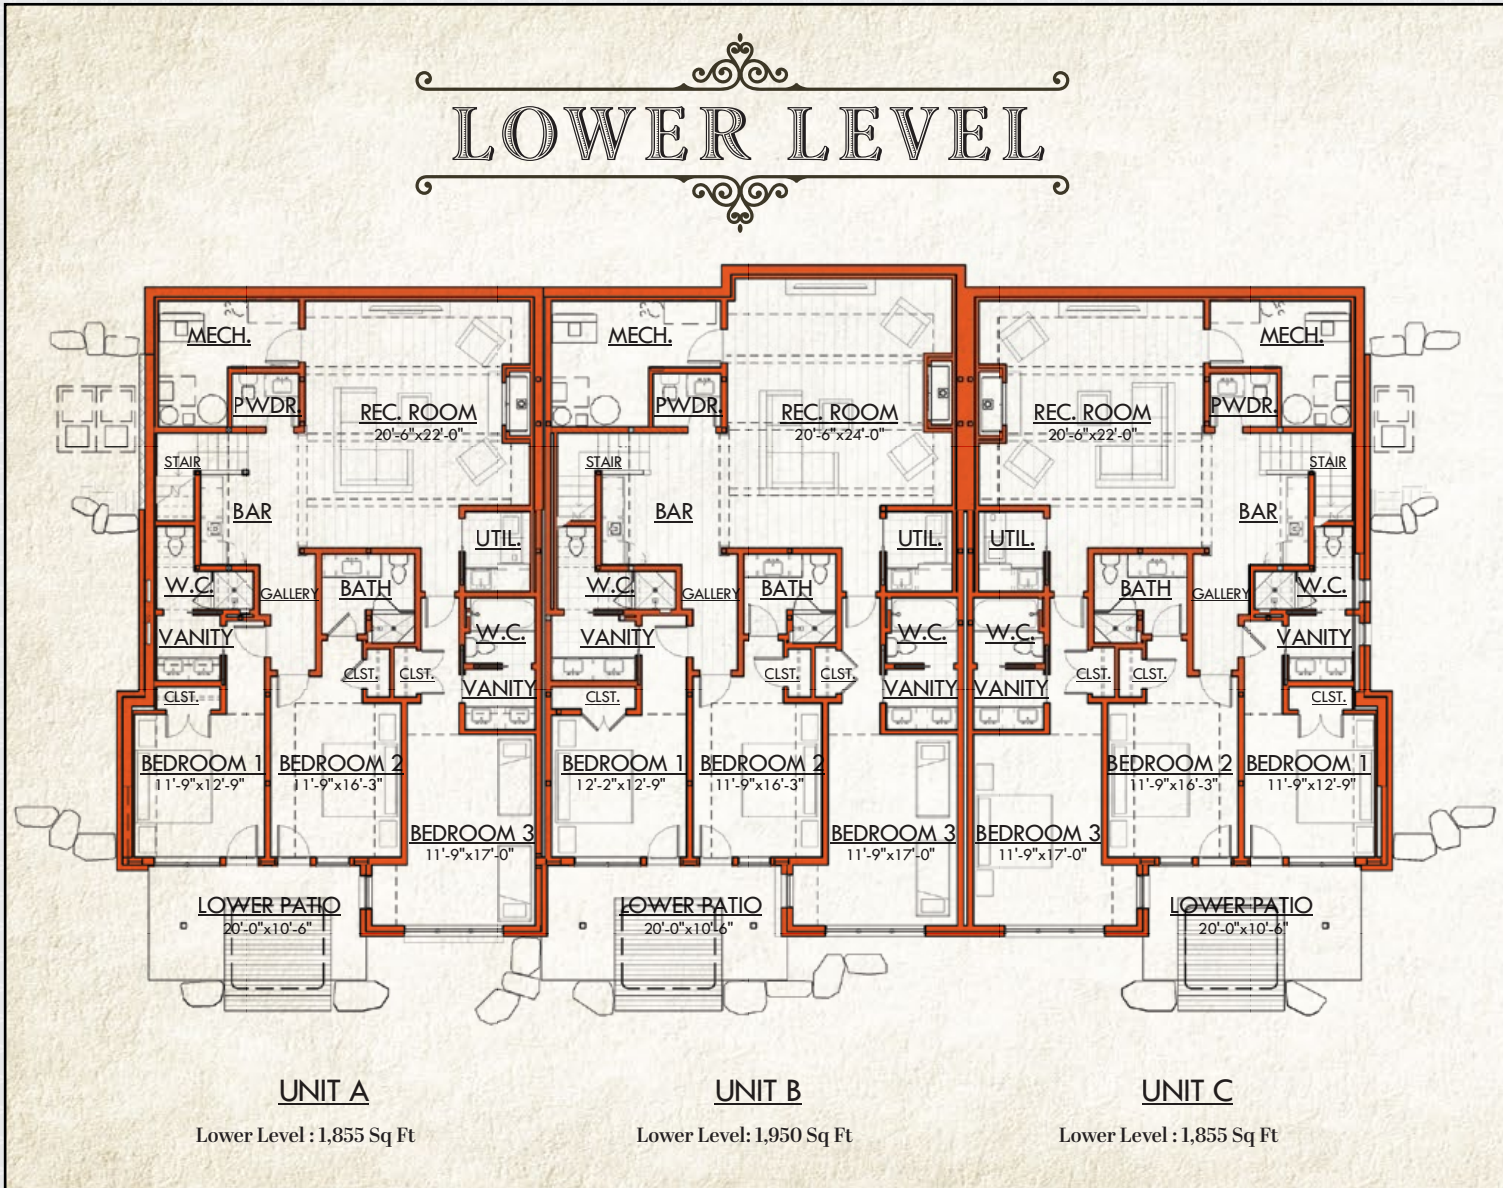 LOWER LEVEL
MECH.
MECH.
MECH.
PWDR.
REC. ROOM
20'-6"x22'-0"
PWDR.
REC. ROOM
20'-6"x24'-0"
REC. ROOM
20'-6"x22'-0"
PWDR.
STAIR
STAIR
STAIR
BAR
BAR
BAR
UTIL.
UTIL.
UTIL.
W.C.
GALLERY
BATH
W.C.
GALLERY
BATH
BATH
GALLERY
W.C.
VANITY
W.C.
VANITY
W.C.
W.C.
VANITY
CLST.
CLST.
CLST.
VANITY
CLST.
CLST.
CLST.
VANITY
VANITY
CLST.
CLST.
CLST.
BEDROOM 1
11'-9"x12'-9"
BEDROOM 2
11'-9"x16'-3"
BEDROOM 1
12'-2"x12'-9"
BEDROOM 2
11'-9"x16'-3"
BEDROOM 2
11'-9"x16'-3"
BEDROOM 1
11'-9"x12'-9"
BEDROOM 3
11'-9"x17'-0"
BEDROOM 3
11'-9"x17'-0"
BEDROOM 3
11'-9"x17'-0"
LOWER PATIO
20'-0"x10'-6"
LOWER PATIO
20'-0"x10'-6"
LOWER PATIO
20'-0"x10'-6"
UNIT A
Lower Level : 1,855 Sq Ft
UNIT B
Lower Level: 1,950 Sq Ft
UNIT C
Lower Level : 1,855 Sq Ft